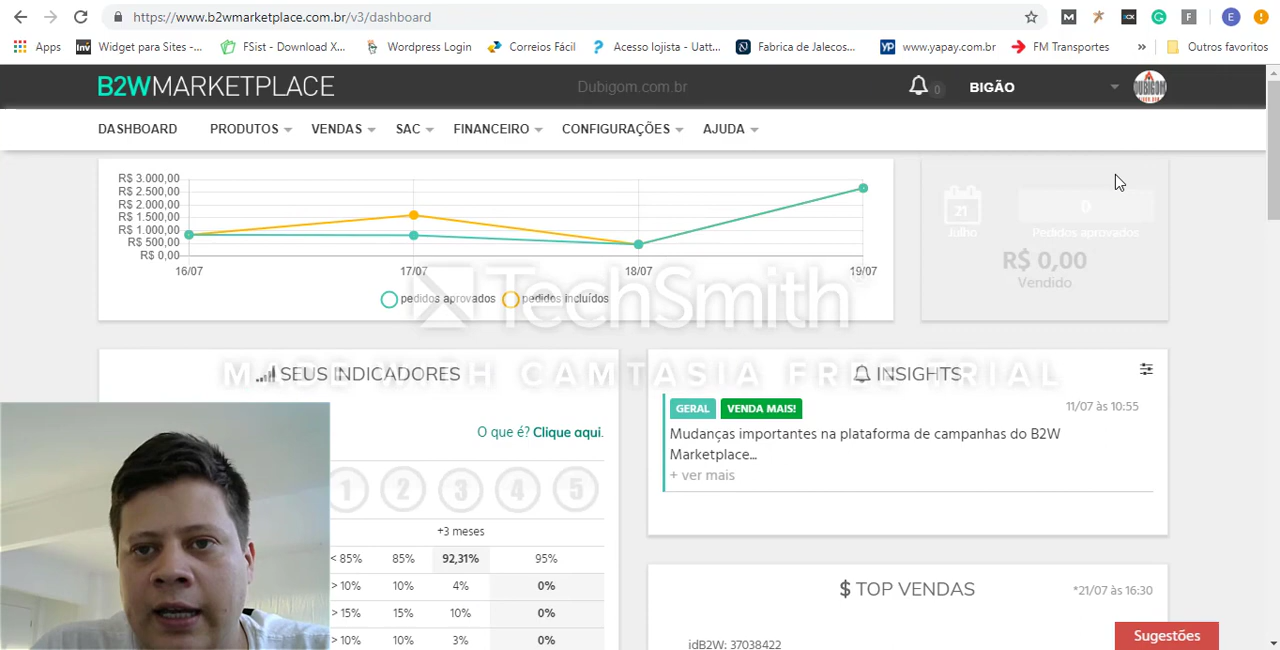 https://www.b2wmarketplace.com.br/v3/dashboard
Apps Widget para Sites -... FSist - Download X... Wordpress Login Correios Fácil Acesso lojista - Uatt... Fabrica de Jalecos... www.yapay.com.br FM Transportes » Outros favoritos
B2WMARKETPLACE Dubigom.com.br 0 BIGÃO DUBIGOM
DASHBOARD PRODUTOS VENDAS SAC FINANCEIRO CONFIGURAÇÕES AJUDA
R$ 3.000,00
R$ 2.500,00
R$ 2.000,00
R$ 1.500,00
R$ 1.000,00
R$ 500,00
R$ 0,00
16/07 17/07 18/07 19/07
pedidos aprovados pedidos incluídos
21 0
Julho Pedidos aprovados
R$ 0,00
Vendido
TechSmith
MADE WITH CAMTASIA FREE TRIAL
SEUS INDICADORES
O que é? Clique aqui.
1 2 3 4 5
+3 meses
< 85% 85% 92,31% 95%
> 10% 10% 4% 0%
> 15% 15% 10% 0%
> 10% 10% 3% 0%
INSIGHTS
GERAL VENDA MAIS! 11/07 às 10:55
Mudanças importantes na plataforma de campanhas do B2W
Marketplace...
+ ver mais
$ TOP VENDAS *21/07 às 16:30
idB2W: 37038422
Sugestões